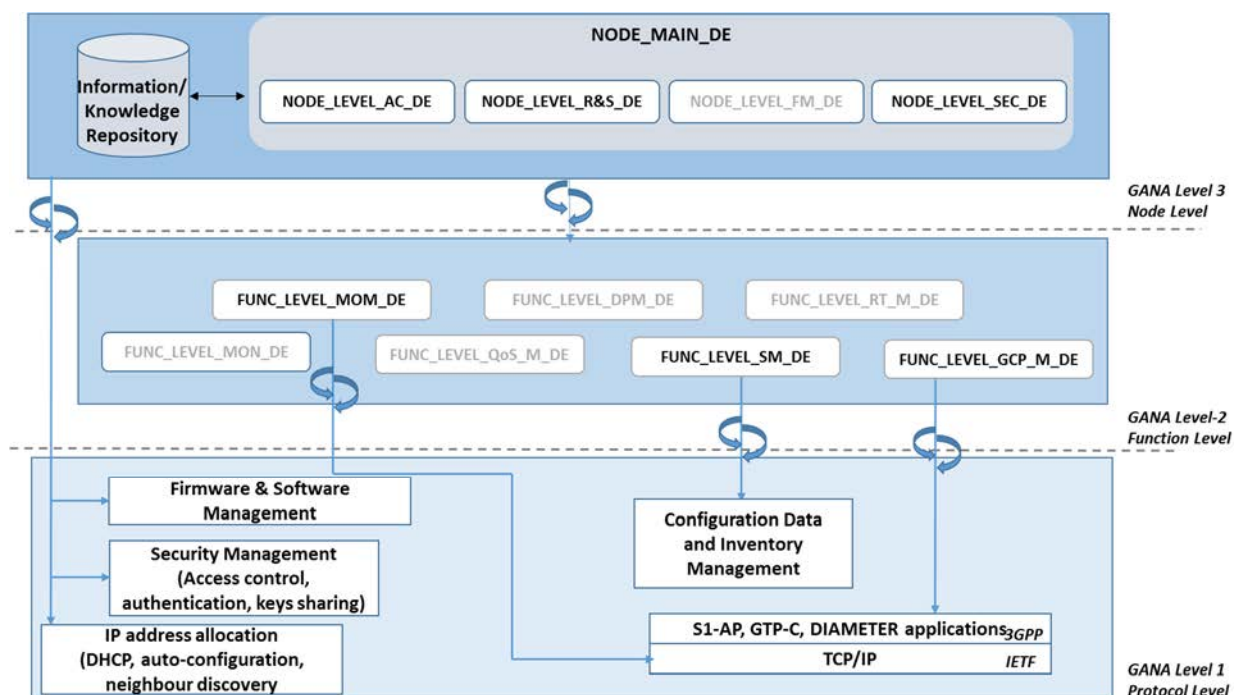 NODE_MAIN_DE
Information/
Knowledge
Repository
NODE_LEVEL_AC_DE
NODE_LEVEL_R&S_DE
NODE_LEVEL_FM_DE
NODE_LEVEL_SEC_DE
GANA Level 3
Node Level
FUNC_LEVEL_MOM_DE
FUNC_LEVEL_DPM_DE
FUNC_LEVEL_RT_M_DE
FUNC_LEVEL_MON_DE
FUNC_LEVEL_QoS_M_DE
FUNC_LEVEL_SM_DE
FUNC_LEVEL_GCP_M_DE
GANA Level-2
Function Level
Firmware & Software
Management
Security Management
(Access control,
authentication, keys sharing)
IP address allocation
(DHCP, auto-configuration,
neighbour discovery
Configuration Data
and Inventory
Management
S1-AP, GTP-C, DIAMETER applications 3GPP
TCP/IP IETF
GANA Level 1
Protocol Level